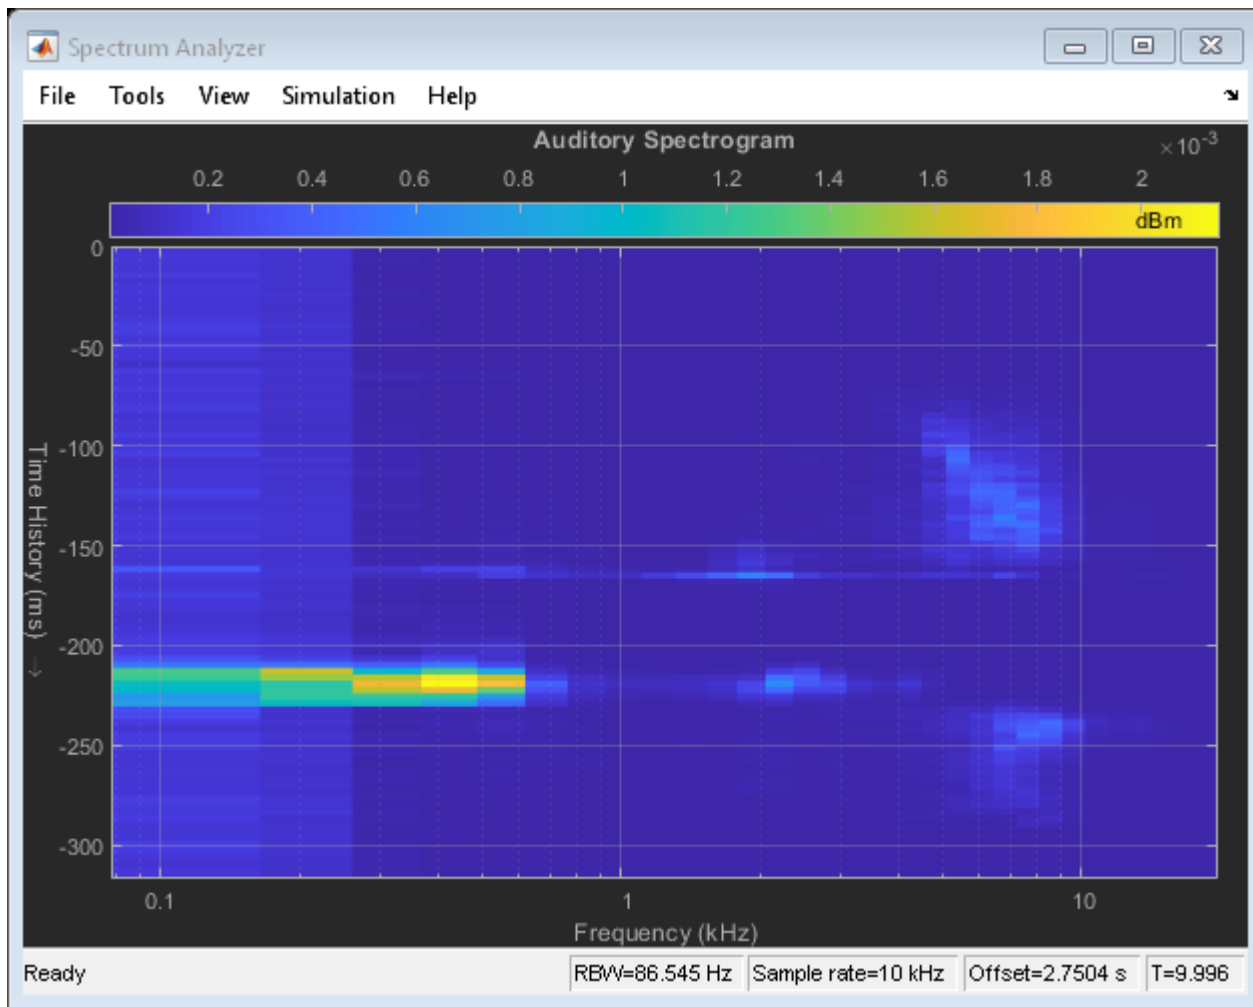 Spectrum Analyzer
File Tools View Simulation Help
Auditory Spectrogram
×10-3
0.2 0.4 0.6 0.8 1 1.2 1.4 1.6 1.8 2
dBm
0
-50
-100
-150
-200
-250
-300
Time History (ms) →
0.1 1 10
Frequency (kHz)
Ready RBW=86.545 Hz Sample rate=10 kHz Offset=2.7504 s T=9.996